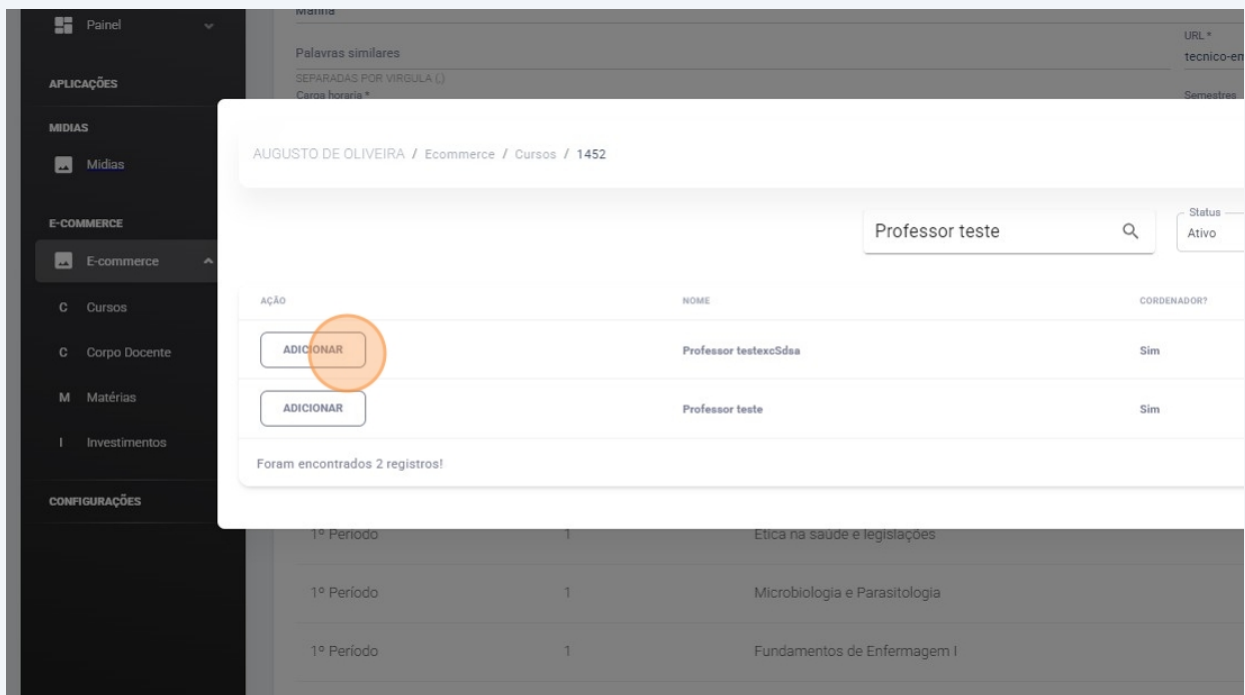 Manhã
Painel
URL *
Palavras similares
tecnico-en
SEPARADAS POR VIRGULA (,)
APLICAÇÕES
Carga horaria *
Semestres
MIDIAS
AUGUSTO DE OLIVEIRA / Ecommerce / Cursos / 1452
Midias
E-COMMERCE
Professor teste
Status
Ativo
E-commerce
AÇÃO NOME CORDENADOR?
C Cursos
ADICIONAR Professor testexcSdsa Sim
C Corpo Docente
M Matérias
ADICIONAR Professor teste Sim
I Investimentos
Foram encontrados 2 registros!
CONFIGURAÇÕES
1º Período 1 Ética na saúde e legislações
1º Período 1 Microbiologia e Parasitologia
1º Período 1 Fundamentos de Enfermagem I